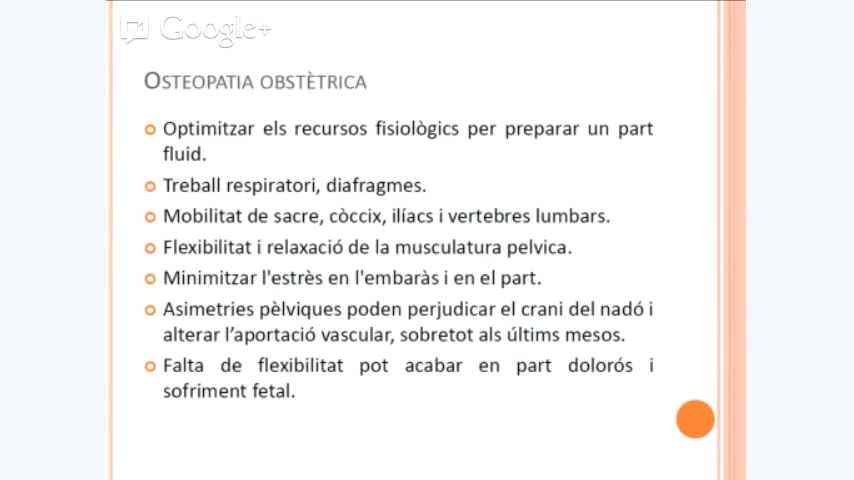 Google+
OSTEOPATIA OBSTÈTRICA
Optimitzar els recursos fisiològics per preparar un part
fluid.
Treball respiratori, diafragmes.
Mobilitat de sacre, còccix, ilíacs i vertebres lumbars.
Flexibilitat i relaxació de la musculatura pelvica.
Minimitzar l'estrès en l'embaràs i en el part.
Asimetries pèlviques poden perjudicar el crani del nadó i
alterar l’aportació vascular, sobretot als últims mesos.
Falta de flexibilitat pot acabar en part dolorós i
sofriment fetal.